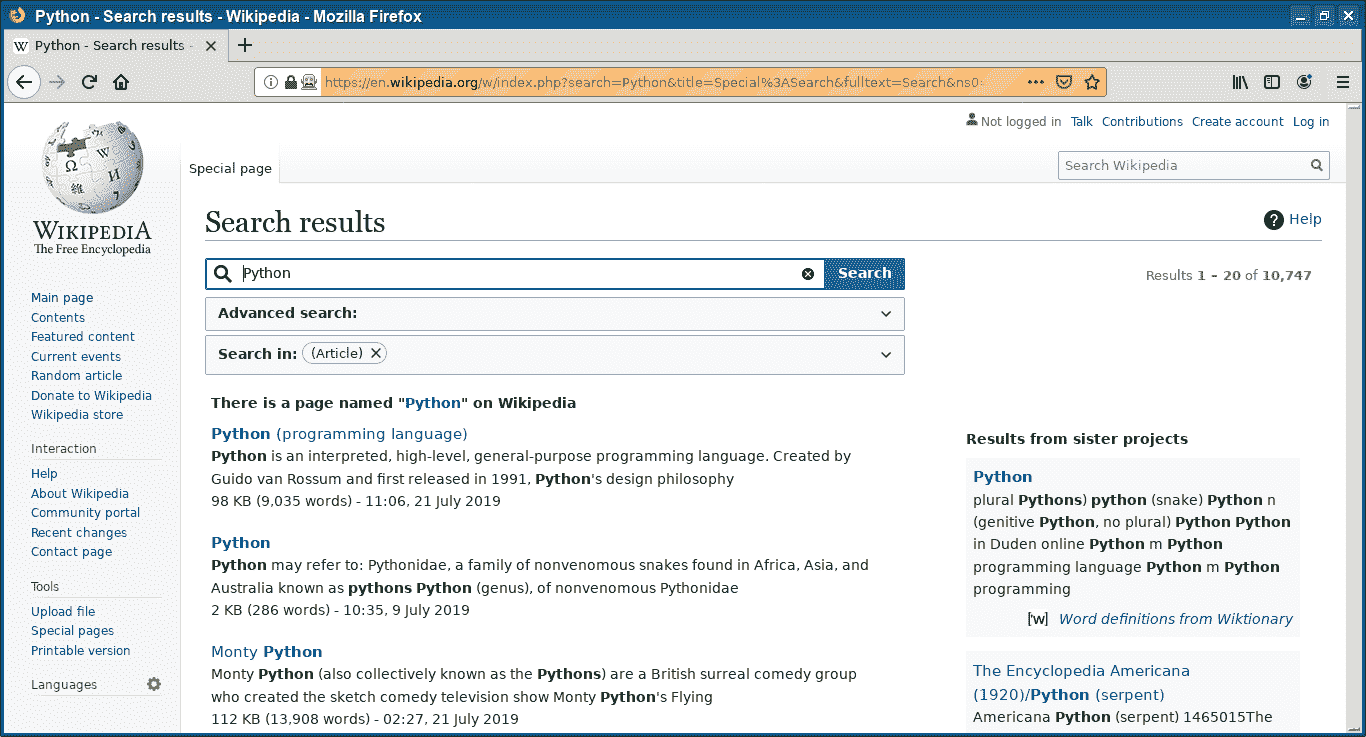 Python - Search results - Wikipedia - Mozilla Firefox
W Python - Search results -
https://en.wikipedia.org/w/index.php?search=Python&title=Special%3ASearch&fulltext=Search&ns0
Not logged in Talk Contributions Create account Log in
Special page
Search Wikipedia
WIKIPEDIA
The Free Encyclopedia
Main page
Contents
Featured content
Current events
Random article
Donate to Wikipedia
Wikipedia store
Interaction
Help
About Wikipedia
Community portal
Recent changes
Contact page
Tools
Upload file
Special pages
Printable version
Languages
Search results
Help
Python
Search
Results 1 – 20 of 10,747
Advanced search:
Search in: (Article)
There is a page named "Python" on Wikipedia
Python (programming language)
Python is an interpreted, high-level, general-purpose programming language. Created by
Guido van Rossum and first released in 1991, Python's design philosophy
98 KB (9,035 words) - 11:06, 21 July 2019
Python
Python may refer to: Pythonidae, a family of nonvenomous snakes found in Africa, Asia, and
Australia known as pythons Python (genus), of nonvenomous Pythonidae
2 KB (286 words) - 10:35, 9 July 2019
Monty Python
Monty Python (also collectively known as the Pythons) are a British surreal comedy group
who created the sketch comedy television show Monty Python's Flying
112 KB (13,908 words) - 02:27, 21 July 2019
Results from sister projects
Python
plural Pythons) python (snake) Python n
(genitive Python, no plural) Python Python
in Duden online Python m Python
programming language Python m Python
programming
['w] Word definitions from Wiktionary
The Encyclopedia Americana
(1920)/Python (serpent)
Americana Python (serpent) 1465015The